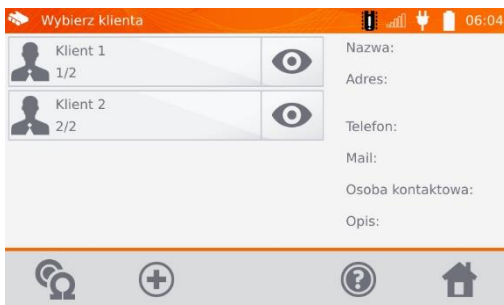 Wybierz klienta
06:04
Klient 1
1/2
Klient 2
2/2
Nazwa:
Adres:
Telefon:
Mail:
Osoba kontaktowa:
Opis: